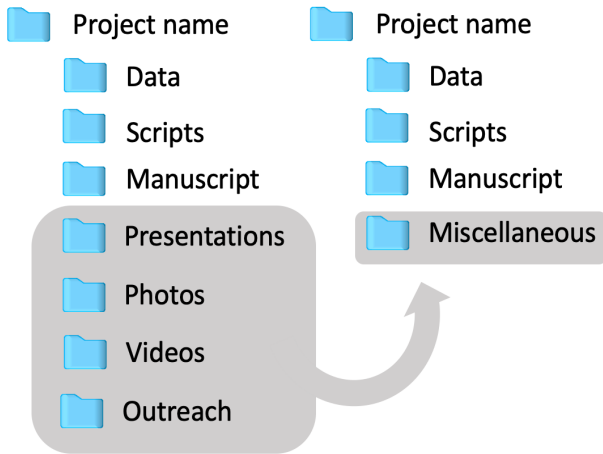 Project name
Data
Scripts
Manuscript
Presentations
Photos
Videos
Outreach
Project name
Data
Scripts
Manuscript
Miscellaneous